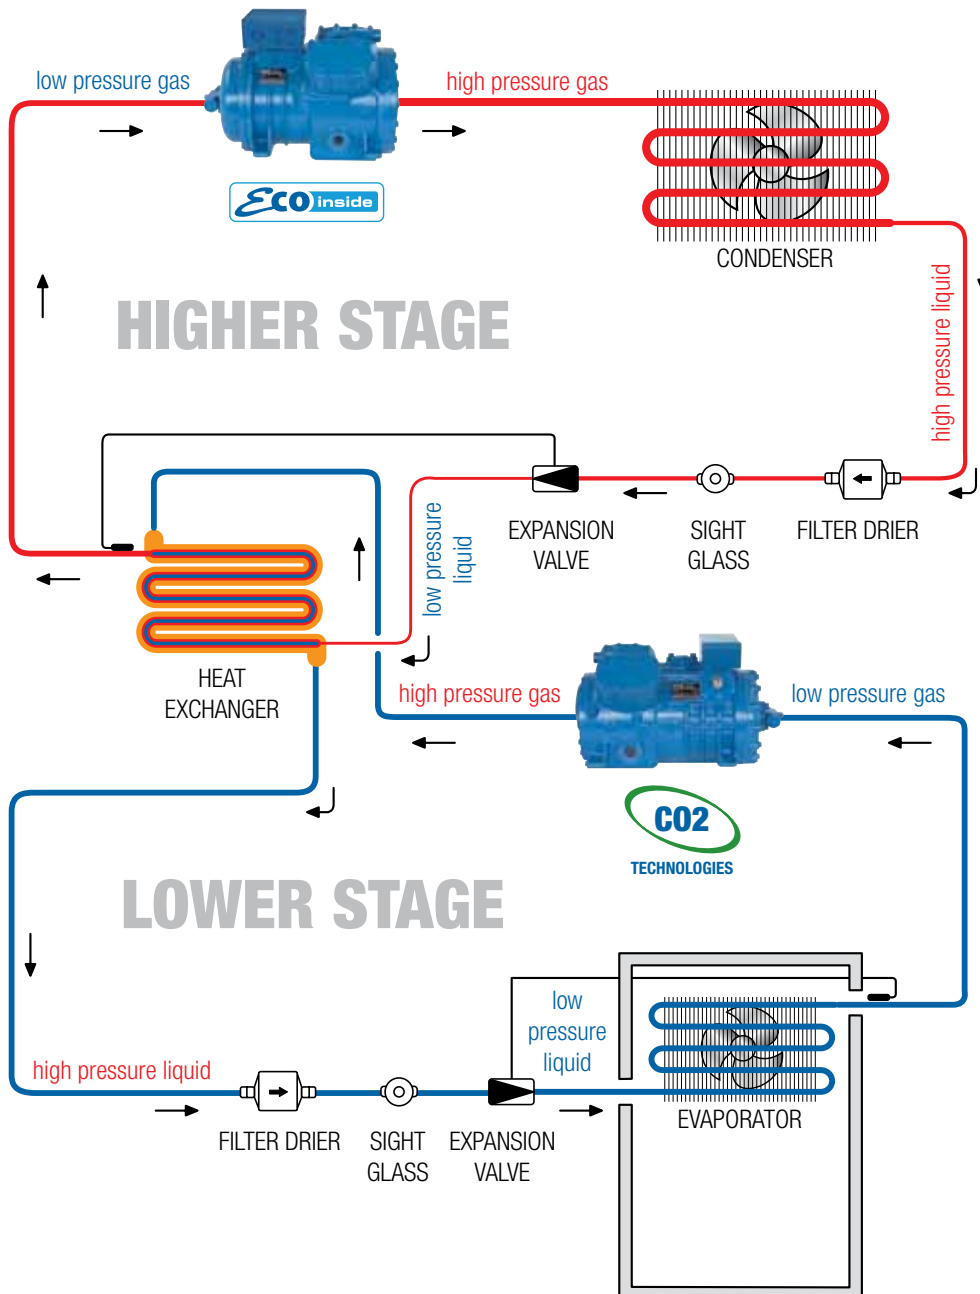 low pressure gas
high pressure gas
ECO inside
CONDENSER
high pressure liquid
HIGHER STAGE
EXPANSION
VALVE
SIGHT
GLASS
FILTER DRIER
low pressure
liquid
HEAT
EXCHANGER
high pressure gas
low pressure gas
CO2
TECHNOLOGIES
LOWER STAGE
low
pressure
liquid
high pressure liquid
FILTER DRIER
SIGHT
GLASS
EXPANSION
VALVE
EVAPORATOR